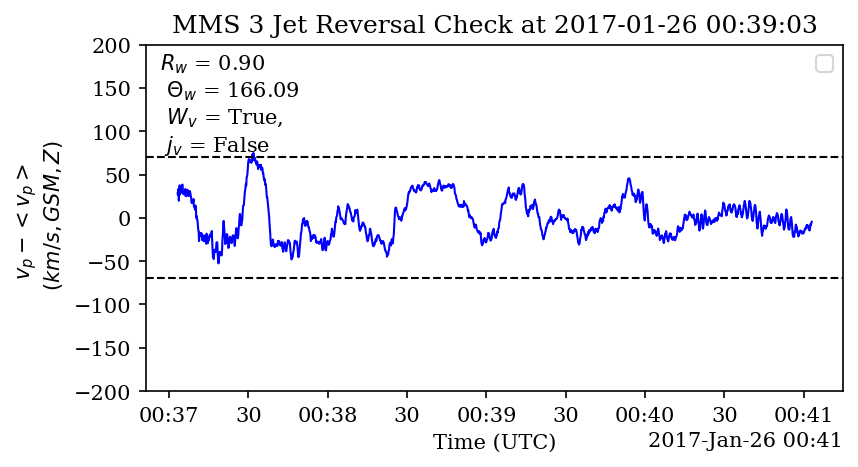 MMS 3 Jet Reversal Check at 2017-01-26 00:39:03
R_w = 0.90
Θ_w = 166.09
W_v = True,
j_v = False
200
150
100
50
0
−50
−100
−150
−200
v_p − < v_p >
(km/s, GSM, Z)
00:37 30 00:38 30 00:39 30 00:40 30 00:41
Time (UTC)
2017-Jan-26 00:41